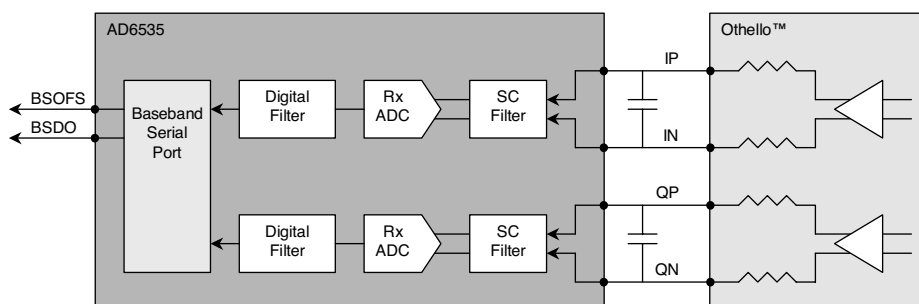 AD6535
Othello™
IP
BSOFS
BSDO
Baseband
Serial
Port
Digital
Filter
Rx
ADC
SC
Filter
IN
QP
Digital
Filter
Rx
ADC
SC
Filter
QN